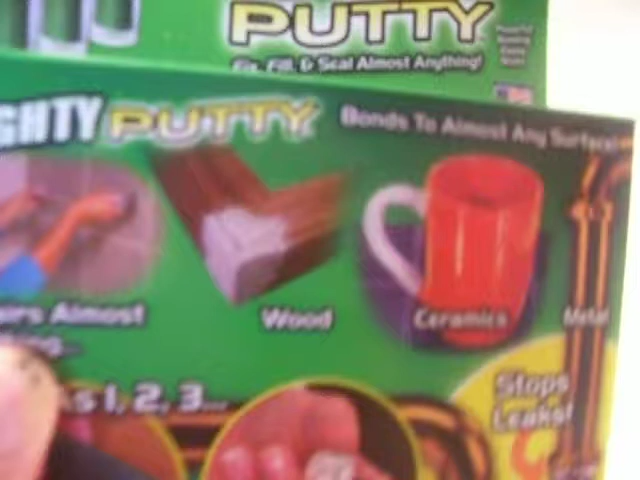 PUTTY
Fix, Fill, & Seal Almost Anything!
GHTY PUTTY
Bonds To Almost Any Surface!
irs Almost
Wood
Ceramics
Metal
s 1, 2, 3...
Stops
Leaks!